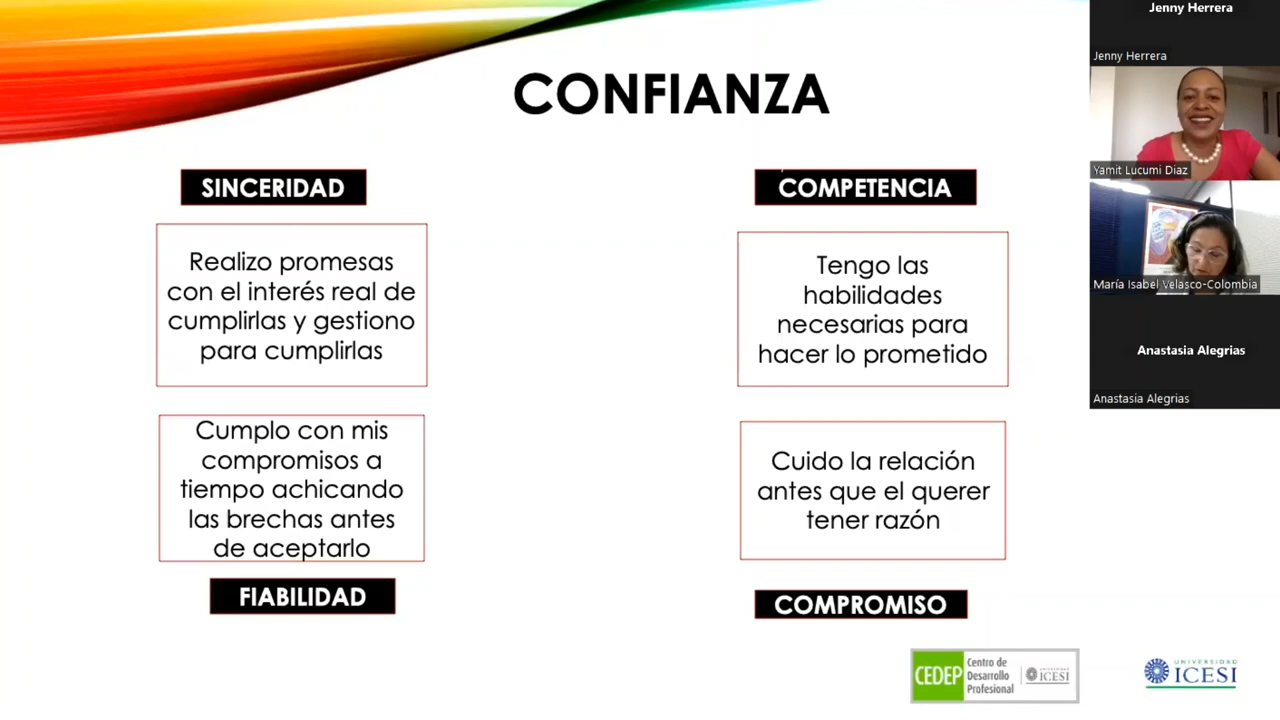 CONFIANZA
SINCERIDAD
Realizo promesas
con el interés real de
cumplirlas y gestiono
para cumplirlas
Cumplo con mis
compromisos a
tiempo achicando
las brechas antes
de aceptarlo
FIABILIDAD
COMPETENCIA
Tengo las
habilidades
necesarias para
hacer lo prometido
Cuido la relación
antes que el querer
tener razón
COMPROMISO
CEDEP
Centro de
Desarrollo
Profesional
UNIVERSIDAD
ICESI
UNIVERSIDAD
ICESI
Jenny Herrera
Jenny Herrera
Yamit Lucumi Diaz
María Isabel Velasco-Colombia
Anastasia Alegrias
Anastasia Alegrias